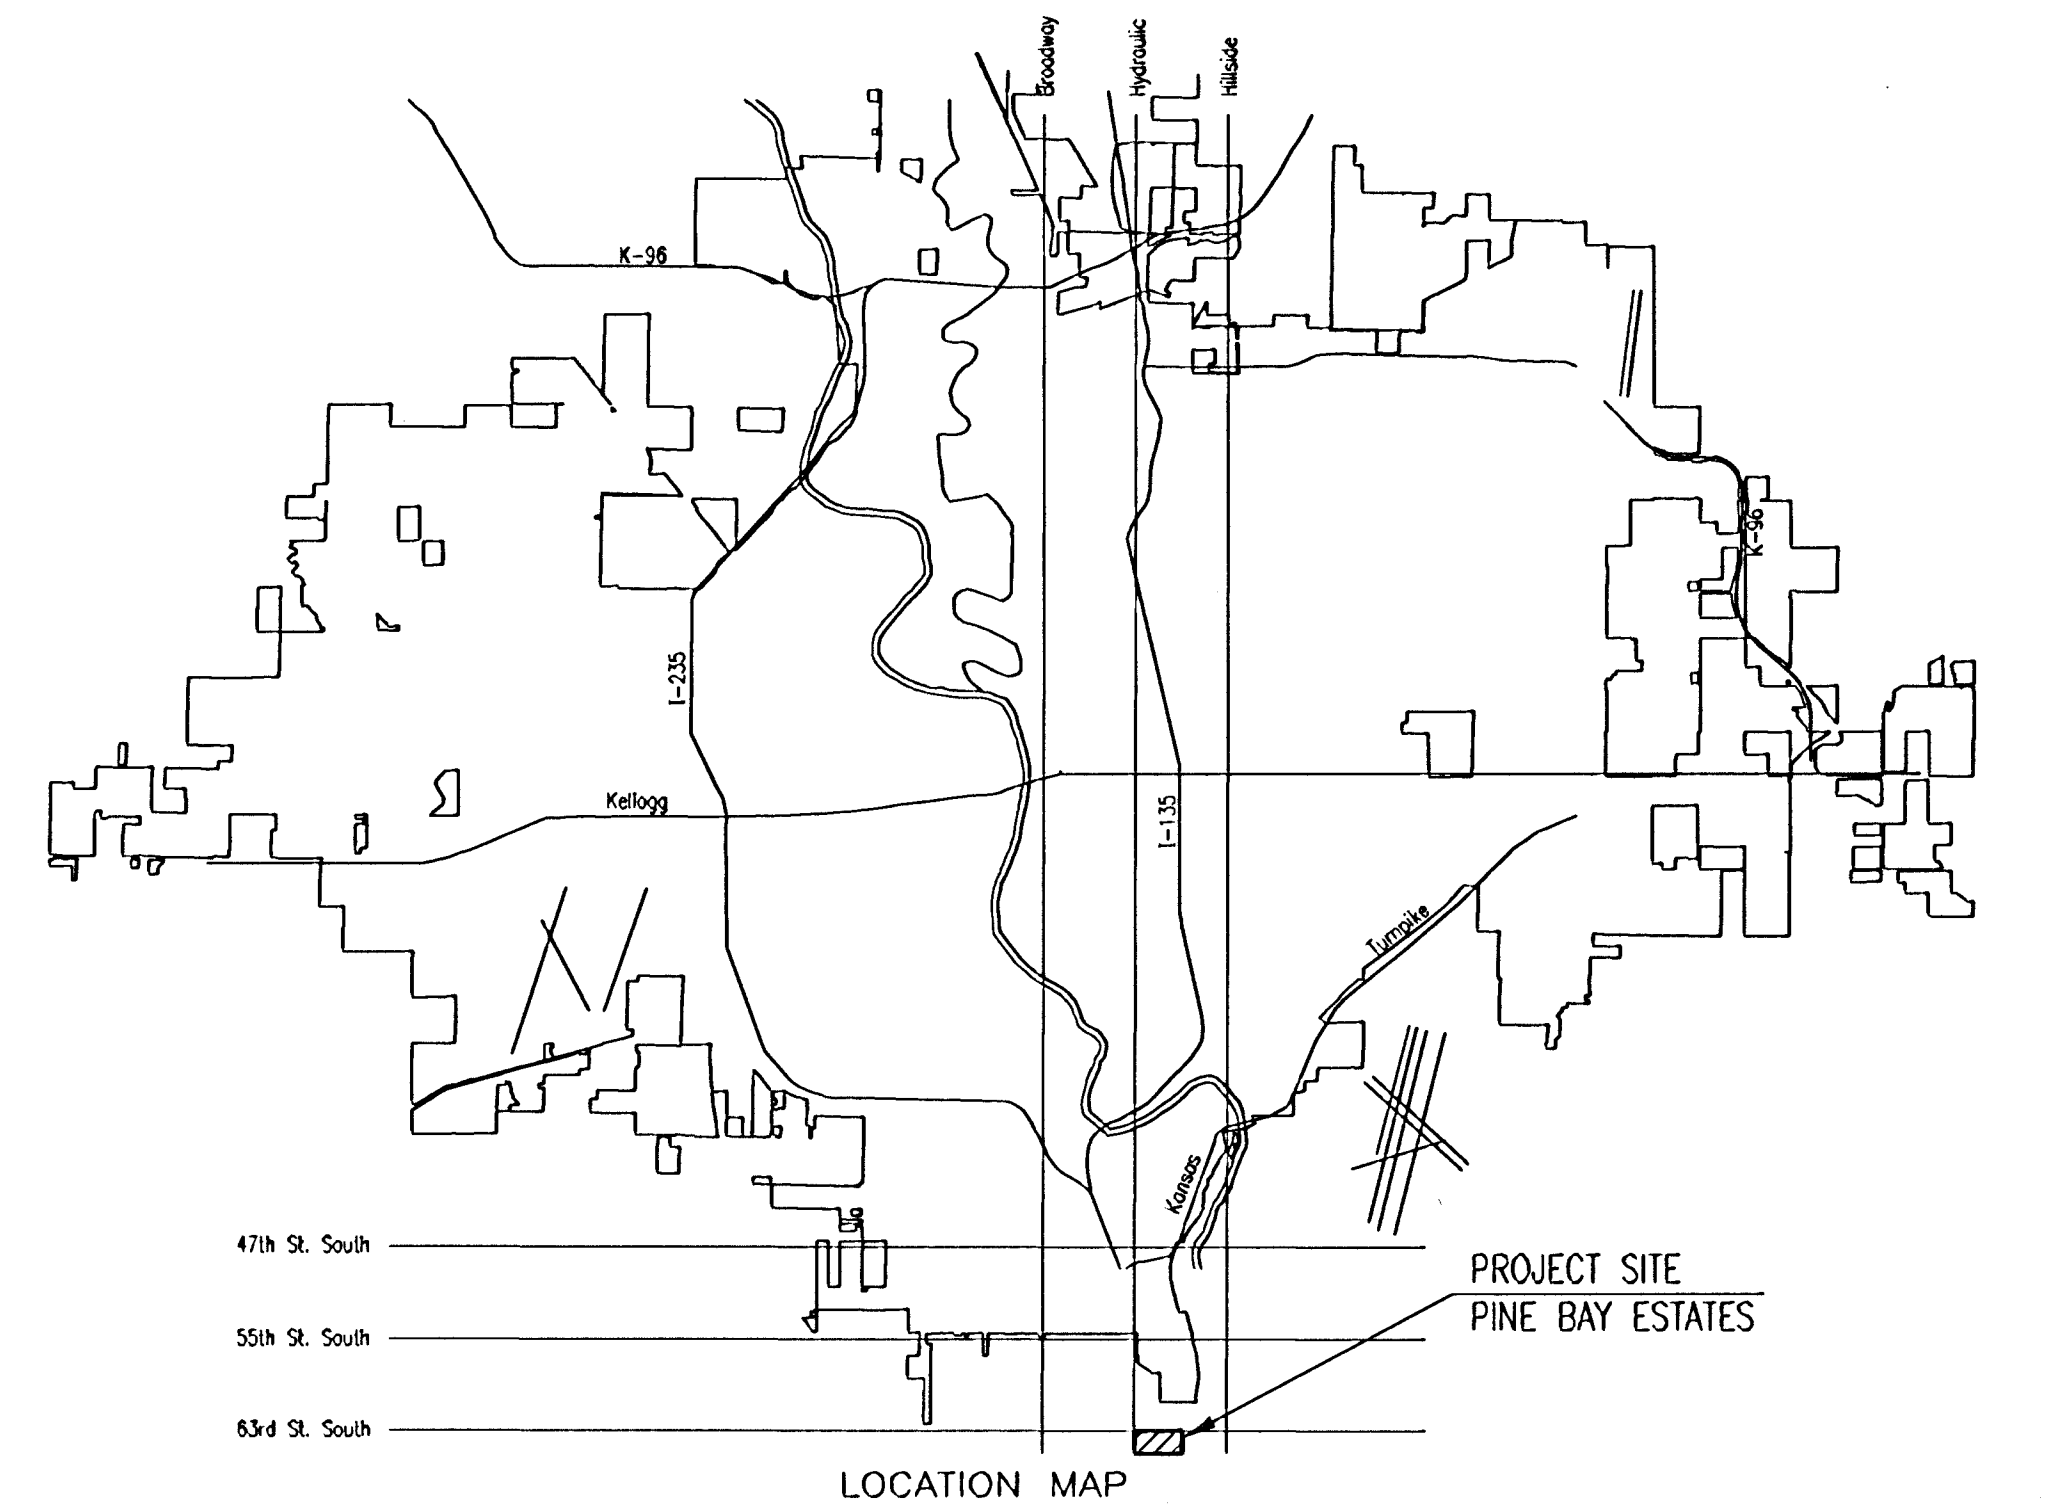 Broadway
Hydraulic
Hillside
K-96
K-96
I-235
Kellogg
I-135
Turnpike
Kansas
47th St. South
PROJECT SITE
PINE BAY ESTATES
55th St. South
63rd St. South
LOCATION MAP